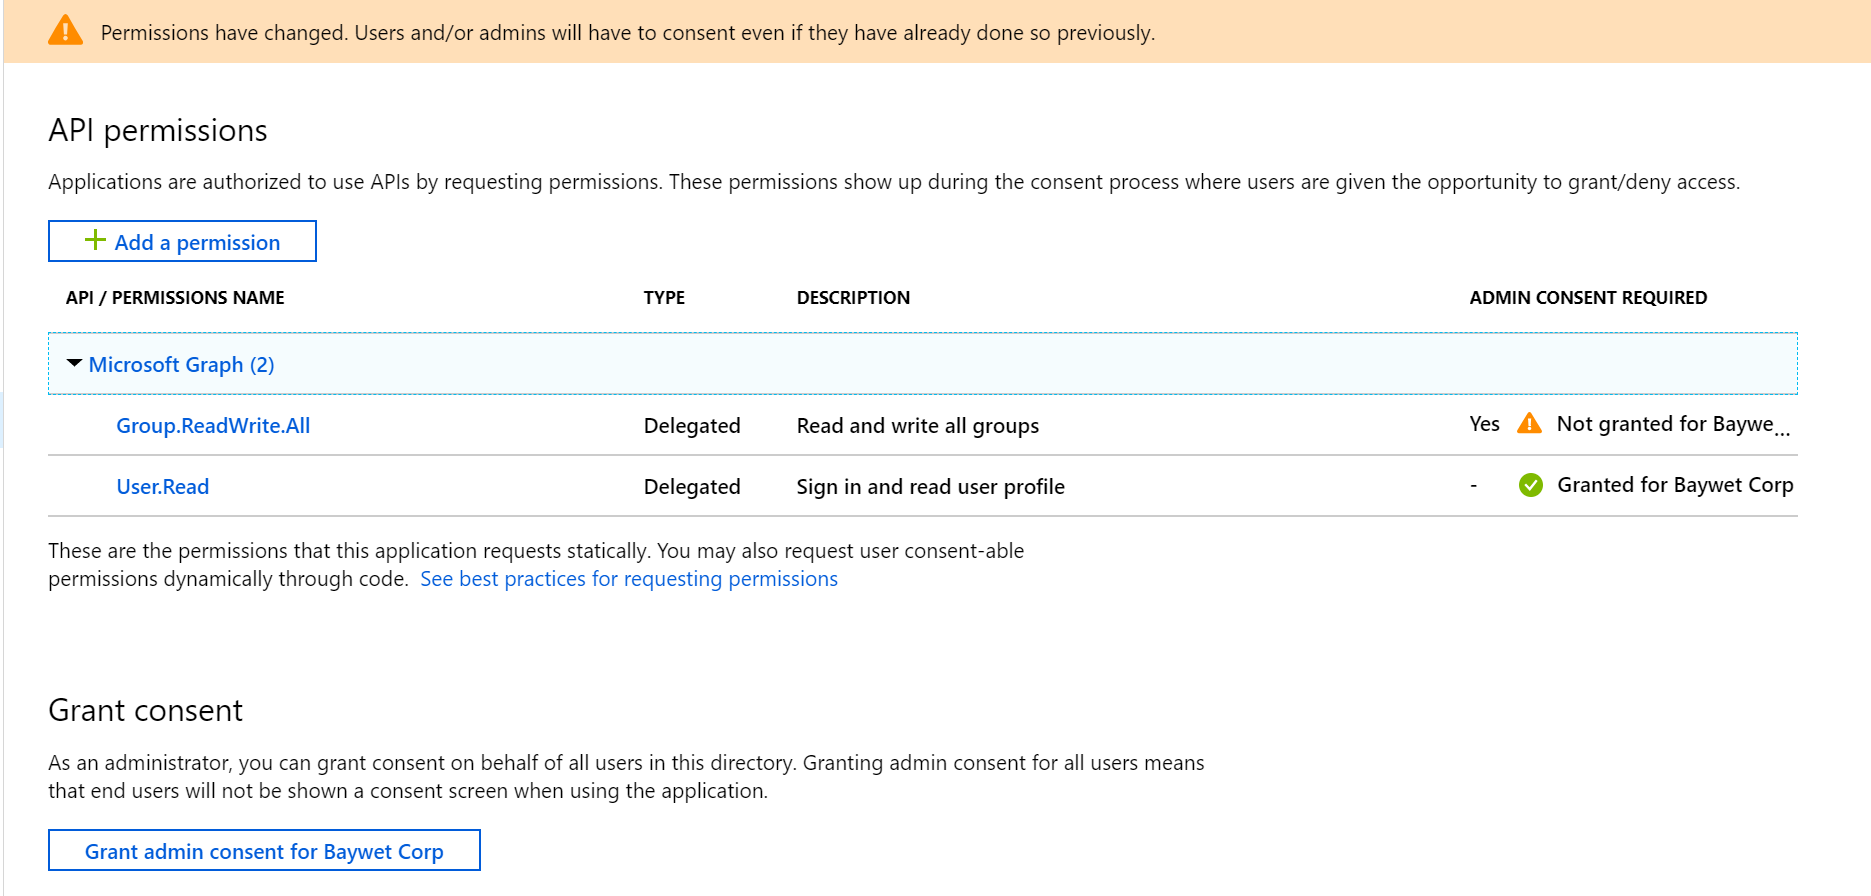 Permissions have changed. Users and/or admins will have to consent even if they have already done so previously.
API permissions
Applications are authorized to use APIs by requesting permissions. These permissions show up during the consent process where users are given the opportunity to grant/deny access.
+ Add a permission
API / PERMISSIONS NAME TYPE DESCRIPTION ADMIN CONSENT REQUIRED
Microsoft Graph (2)
Group.ReadWrite.All Delegated Read and write all groups Yes Not granted for Baywe...
User.Read Delegated Sign in and read user profile - Granted for Baywet Corp
These are the permissions that this application requests statically. You may also request user consent-able
permissions dynamically through code. See best practices for requesting permissions
Grant consent
As an administrator, you can grant consent on behalf of all users in this directory. Granting admin consent for all users means
that end users will not be shown a consent screen when using the application.
Grant admin consent for Baywet Corp